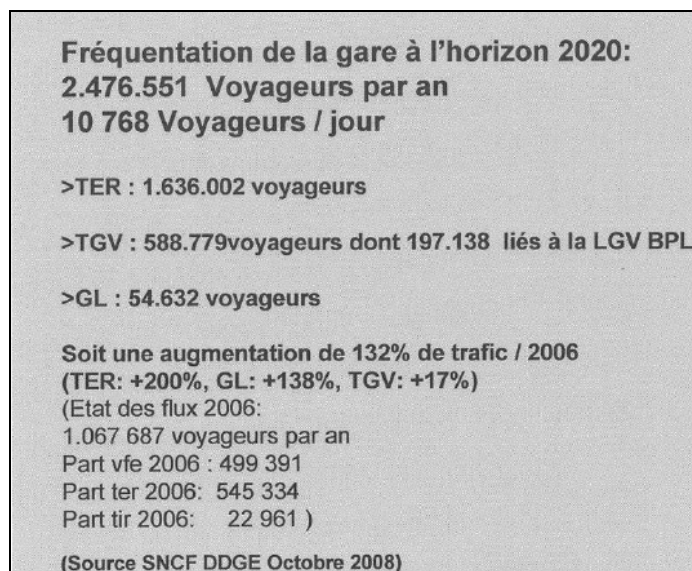 Fréquentation de la gare à l'horizon 2020:
2.476.551 Voyageurs par an
10 768 Voyageurs / jour
>TER : 1.636.002 voyageurs
>TGV : 588.779voyageurs dont 197.138 liés à la LGV BPL
>GL : 54.632 voyageurs
Soit une augmentation de 132% de trafic / 2006
(TER: +200%, GL: +138%, TGV: +17%)
(Etat des flux 2006:
1.067 687 voyageurs par an
Part vfe 2006 : 499 391
Part ter 2006: 545 334
Part tir 2006: 22 961 )
(Source SNCF DDGE Octobre 2008)